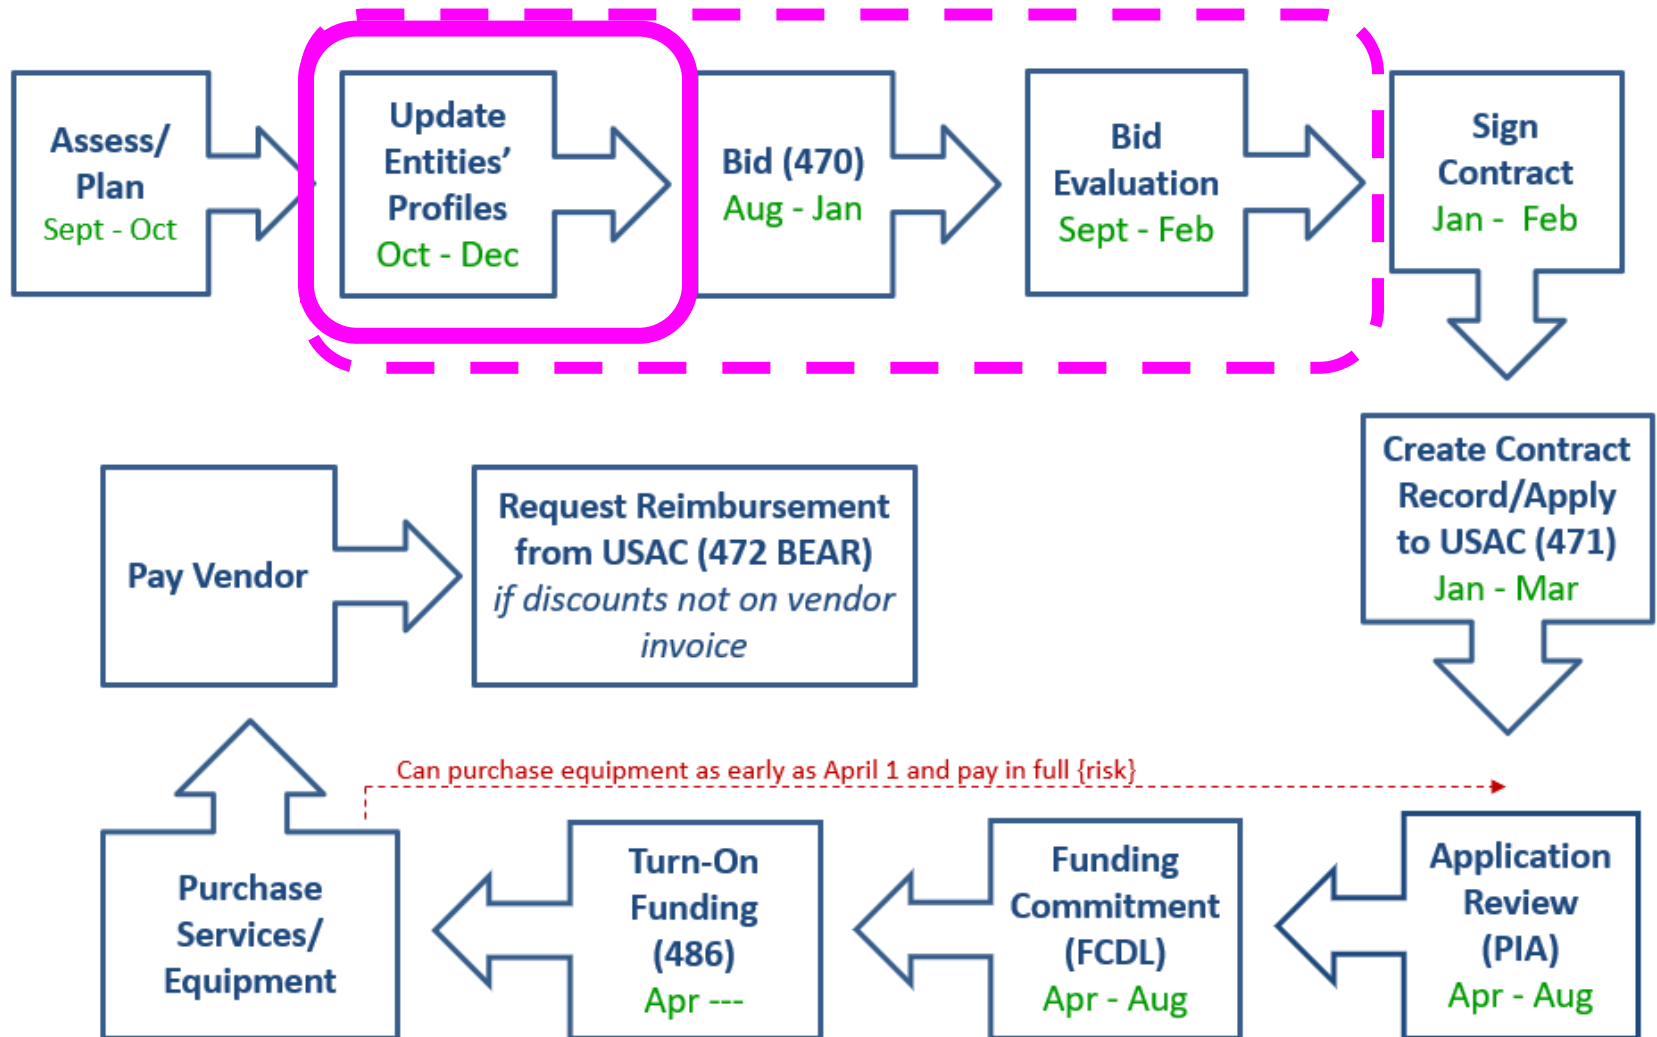 Assess/
Plan
Sept - Oct
Update
Entities’
Profiles
Oct - Dec
Bid (470)
Aug - Jan
Bid
Evaluation
Sept - Feb
Sign
Contract
Jan - Feb
Create Contract
Record/Apply
to USAC (471)
Jan - Mar
Application
Review
(PIA)
Apr - Aug
Funding
Commitment
(FCDL)
Apr - Aug
Turn-On
Funding
(486)
Apr ---
Can purchase equipment as early as April 1 and pay in full {risk}
Purchase
Services/
Equipment
Pay Vendor
Request Reimbursement
from USAC (472 BEAR)
if discounts not on vendor
invoice